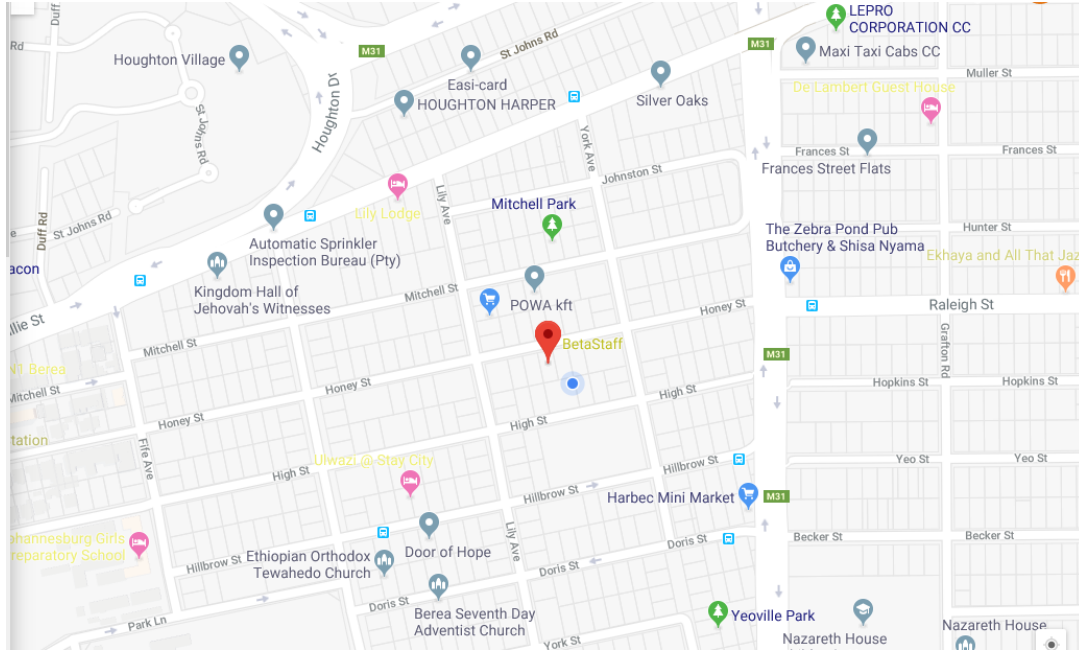 Duff
LEPRO
CORPORATION CC
Rd
St Johns Rd
M31
M31
Maxi Taxi Cabs CC
Houghton Village
Easi-card
Muller St
HOUGHTON HARPER
Silver Oaks
De Lambert Guest House
Houghton Dr
St Johns Rd
York Ave
Frances St
Frances St
Frances Street Flats
Johnston St
Lily Ave
Mitchell Park
Lily Lodge
Duff Rd
St Johns Rd
e
The Zebra Pond Pub
Butchery & Shisa Nyama
Hunter St
Automatic Sprinkler
Inspection Bureau (Pty)
Ekhaya and All That Jaz
acon
Kingdom Hall of
Jehovah's Witnesses
Mitchell St
POWA kft
Honey St
Raleigh St
llie St
Mitchell St
BetaStaff
Grafton Rd
M31
Berea
Mitchell St
Honey St
High St
Hopkins St
Hopkins St
Honey St
High St
tation
Fife Ave
Ulwazi @ Stay City
High St
Hillbrow St
Yeo St
Yeo St
Hillbrow St
Harbec Mini Market
M31
Lily Ave
ohannesburg Girls
reparatory School
Door of Hope
Doris St
Becker St
Becker St
Ethiopian Orthodox
Tewahedo Church
Hillbrow St
Doris St
Doris St
Berea Seventh Day
Adventist Church
Yeoville Park
Park Ln
York St
Nazareth House
Nazareth House